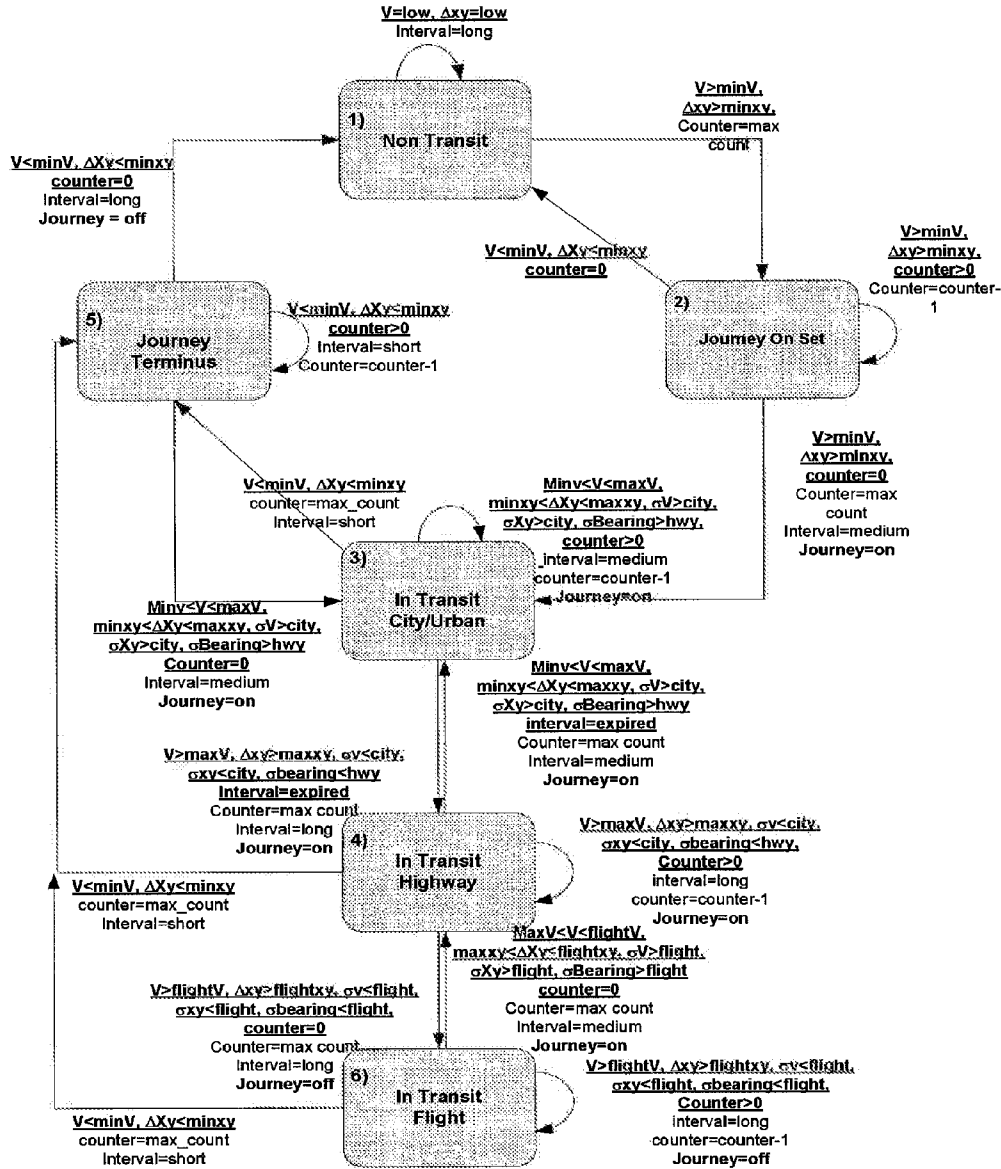 V=low, Δxy=low
Interval=long
1)
Non Transit
V>minV,
Δxy>minxy,
Counter=max
count
V<minV, ΔXy<minxy
counter=0
Interval=long
Journey = off
V<minV, ΔXy<minxy
counter=0
V>minV,
Δxy>minxy,
counter>0
Counter=counter-
1
2)
Journey On Set
5)
Journey
Terminus
V<minV, ΔXy<minxy
counter>0
Interval=short
Counter=counter-1
V>minV,
Δxy>minxy,
counter=0
Counter=max
count
Interval=medium
Journey=on
V<minV, ΔXy<minxy
counter=max_count
Interval=short
Minv<V<maxV,
minxy<ΔXy<maxxy, σV>city,
σXy>city, σBearing>hwy,
counter>0
interval=medium
counter=counter-1
Journey=on
3)
In Transit
City/Urban
Minv<V<maxV,
minxy<ΔXy<maxxy, σV>city,
σXy>city, σBearing>hwy
Counter=0
Interval=medium
Journey=on
Minv<V<maxV,
minxy<ΔXy<maxxy, σV>city,
σXy>city, σBearing>hwy
interval=expired
Counter=max count
Interval=medium
Journey=on
V>maxV, Δxy>maxxy, σv<city,
σxy<city, σbearing<hwy
Interval=expired
Counter=max count
Interval=long
Journey=on
4)
In Transit
Highway
V>maxV, Δxy>maxxy, σv<city,
σxy<city, σbearing<hwy,
Counter>0
interval=long
counter=counter-1
Journey=on
V<minV, ΔXy<minxy
counter=max_count
Interval=short
MaxV<V<flightV,
maxxy<ΔXy<flightxy, σV>flight,
σXy>flight, σBearing>flight
counter=0
Counter=max count
Interval=medium
Journey=on
V>flightV, Δxy>flightxy, σv<flight,
σxy<flight, σbearing<flight,
counter=0
Counter=max count
Interval=long
Journey=off
6)
In Transit
Flight
V>flightV, Δxy>flightxy, σv<flight,
σxy<flight, σbearing<flight,
Counter>0
interval=long
counter=counter-1
Journey=off
V<minV, ΔXy<minxy
counter=max_count
Interval=short